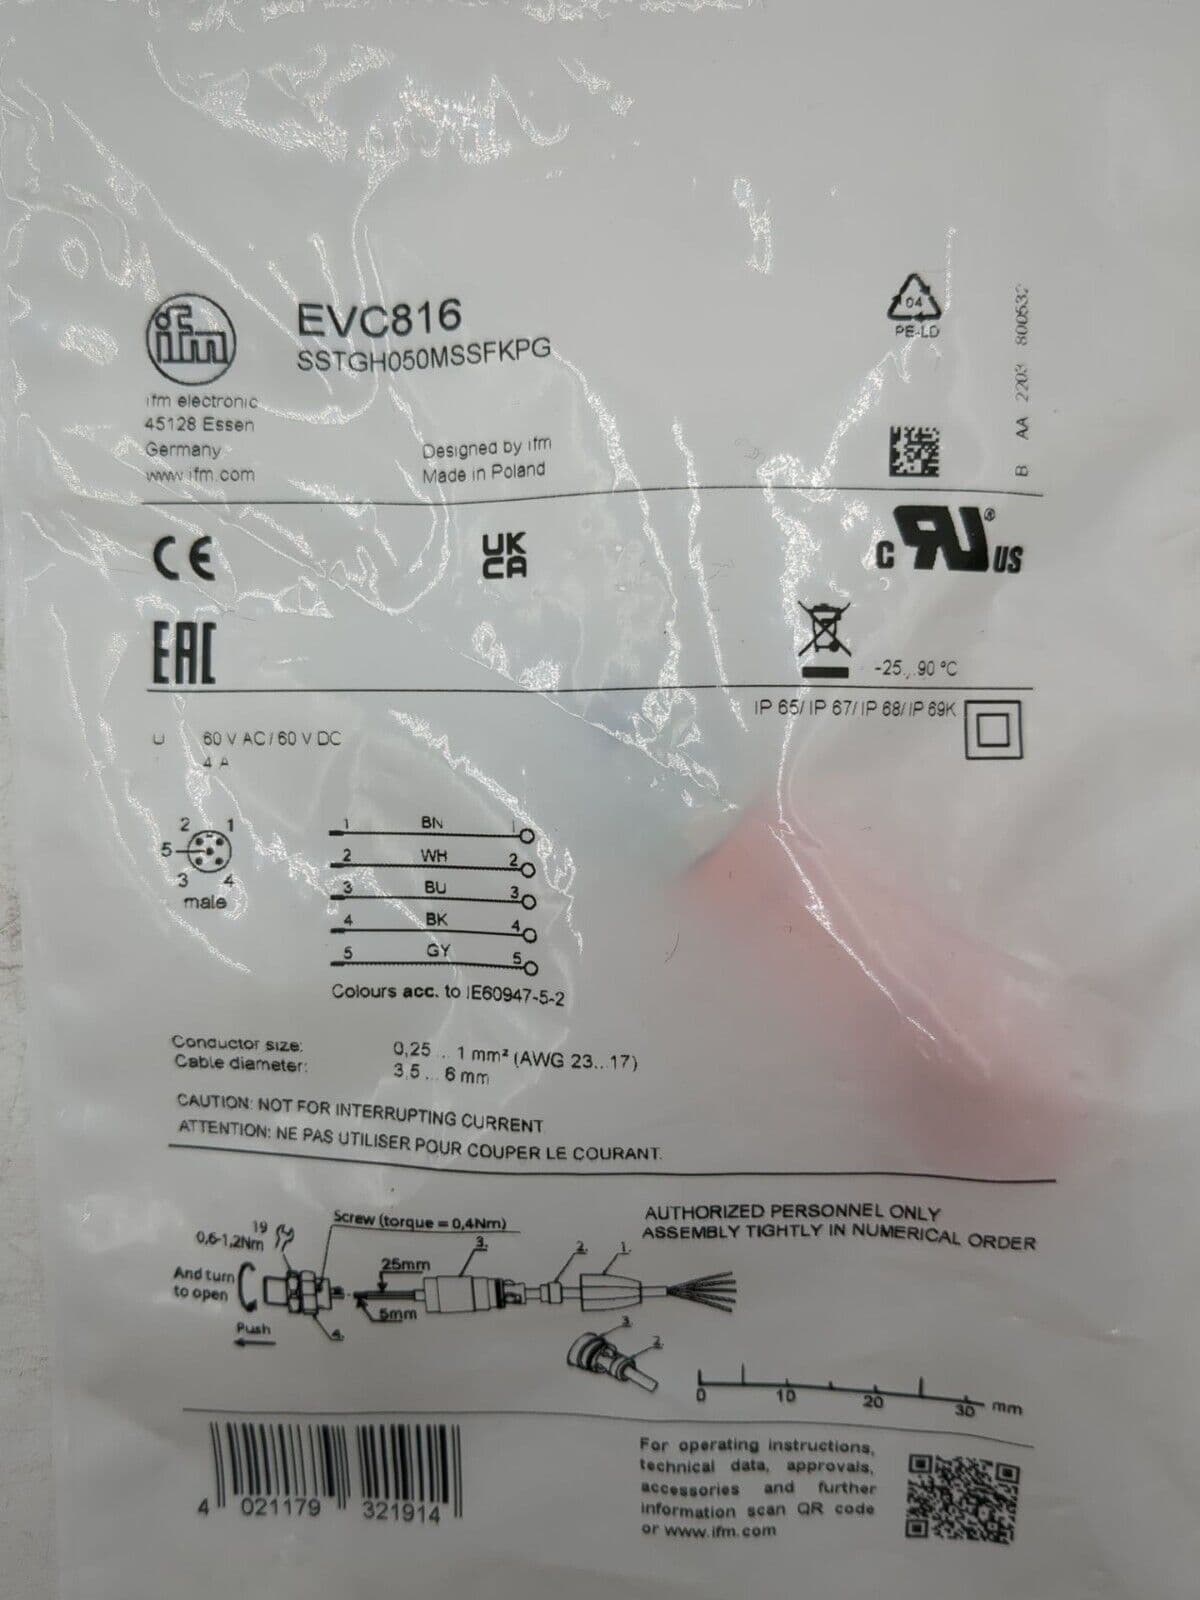 ifm
EVC816
SSTGH050MSSFKPG
ifm electronic
45128 Essen
Germany
www.ifm.com
Designed by ifm
Made in Poland
04
PE-LD
B AA 2203
CE
UK
CA
c RU ® US
EAC
-25...90 °C
IP 65/ IP 67/ IP 68/ IP 69K
60 V AC / 60 V DC
4 A
2 1
5
3 4
male
1 BN 1
2 WH 2
3 BU 3
4 BK 4
5 GY 5
Colours acc. to IE60947-5-2
Conductor size: 0,25 ... 1 mm² (AWG 23...17)
Cable diameter: 3,5 ... 6 mm
CAUTION: NOT FOR INTERRUPTING CURRENT
ATTENTION: NE PAS UTILISER POUR COUPER LE COURANT.
AUTHORIZED PERSONNEL ONLY
ASSEMBLY TIGHTLY IN NUMERICAL ORDER
19
0,6-1,2Nm
Screw (torque = 0,4Nm)
And turn
to open
Push
25mm
5mm
3. 2. 1.
4.
3.
2.
0 10 20 30 mm
4 021179 321914
For operating instructions,
technical data, approvals,
accessories and further
information scan QR code
or www.ifm.com